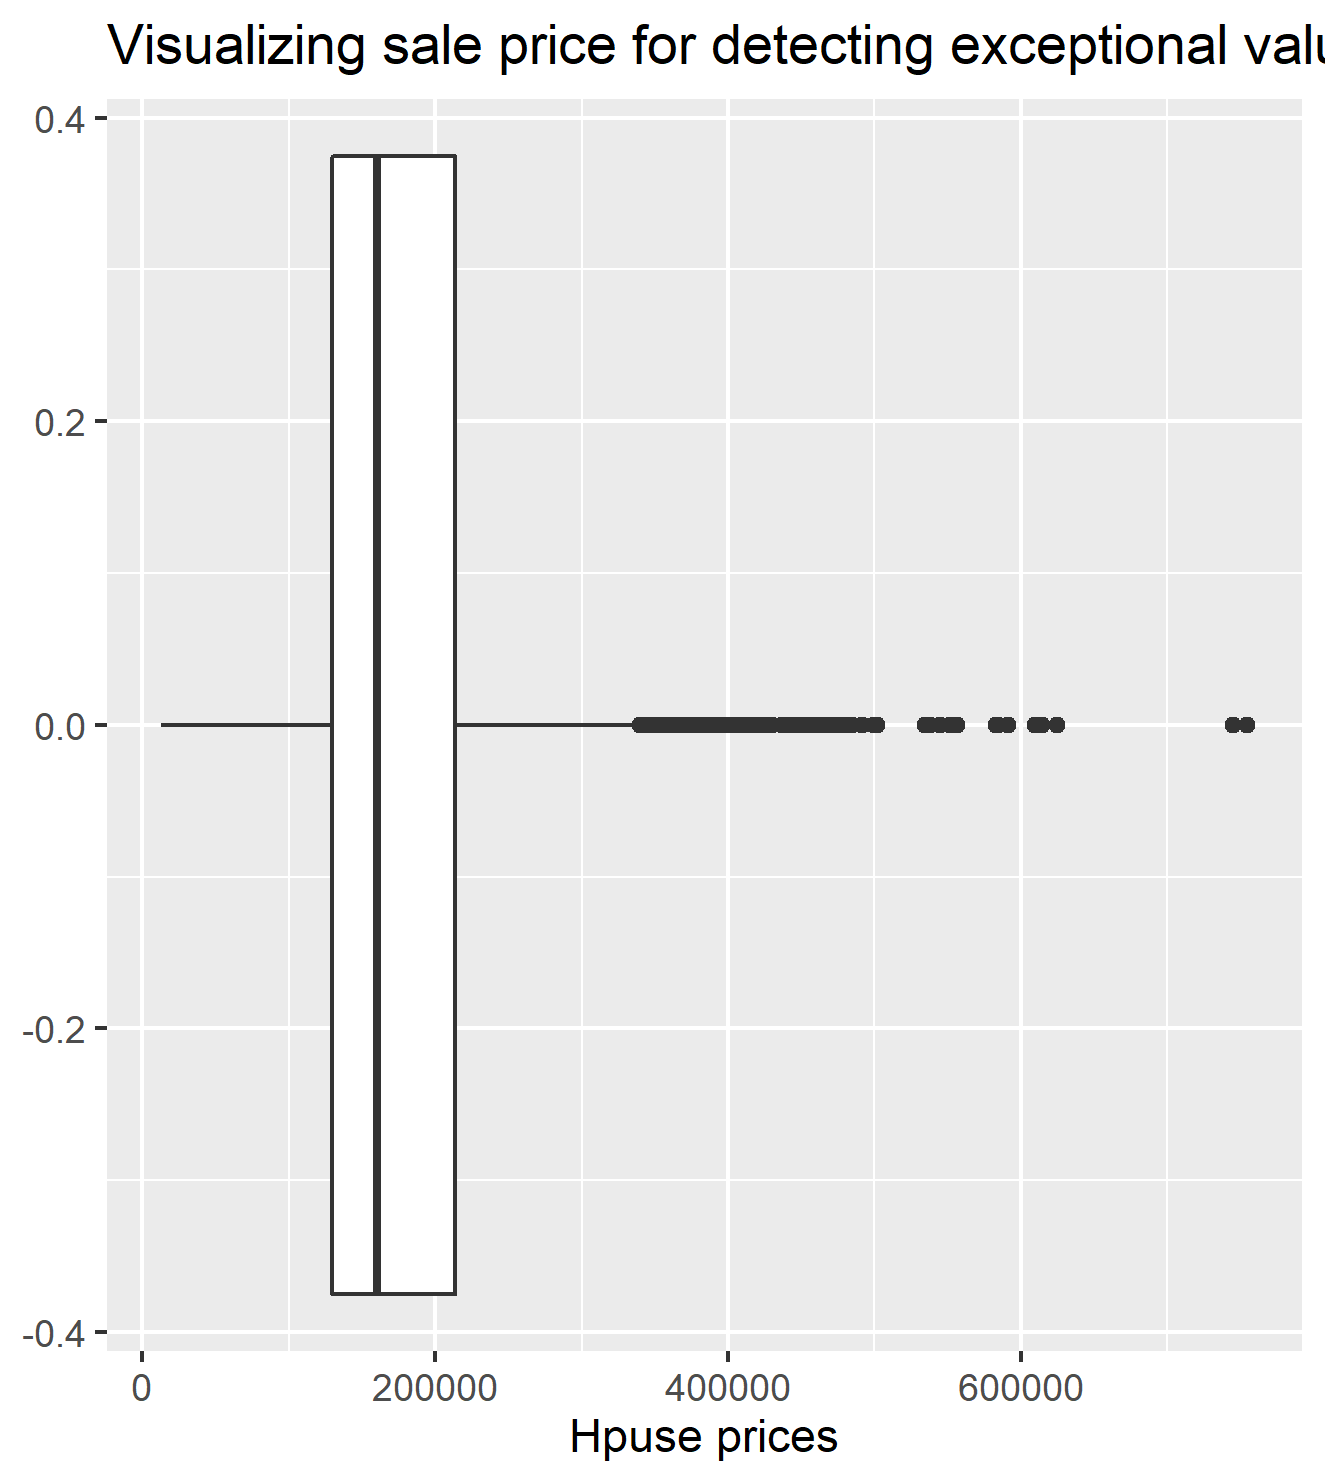 Visualizing sale price for detecting exceptional valu
0.4
0.2
0.0
-0.2
-0.4
0 200000 400000 600000
Hpuse prices